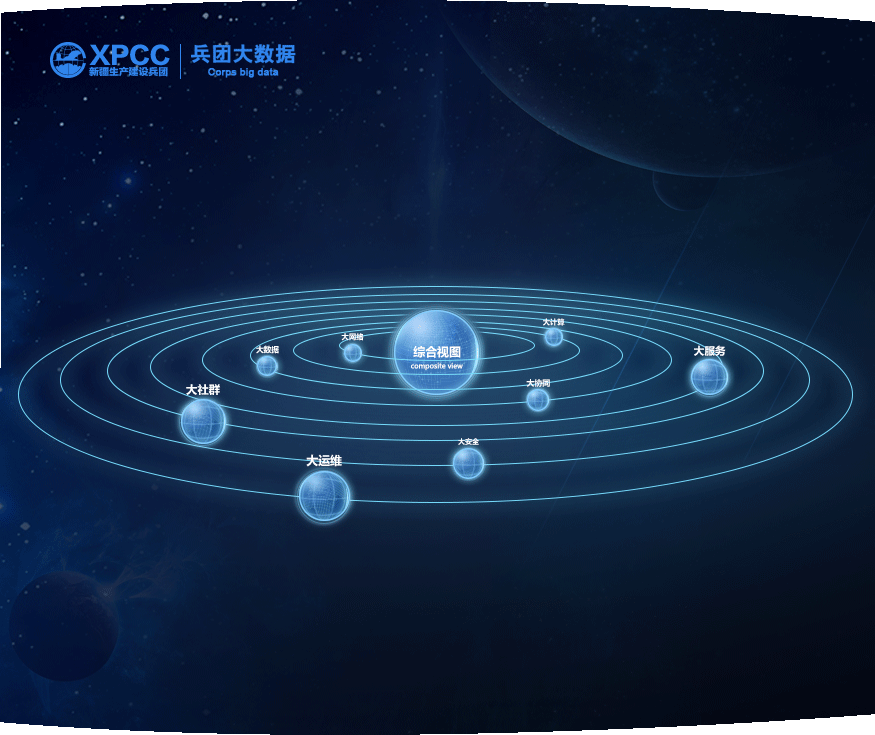 XPCC
新疆生产建设兵团
兵团大数据
Corps big data
大计算
大网络
大数据
综合视图
composite view
大服务
大协同
大社群
大安全
大运维